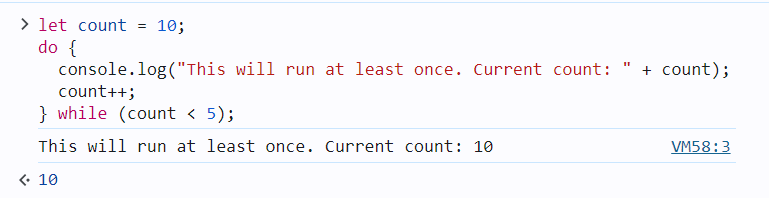 let count = 10;
do {
  console.log("This will run at least once. Current count: " + count);
  count++;
} while (count < 5);
This will run at least once. Current count: 10 VM58:3
10